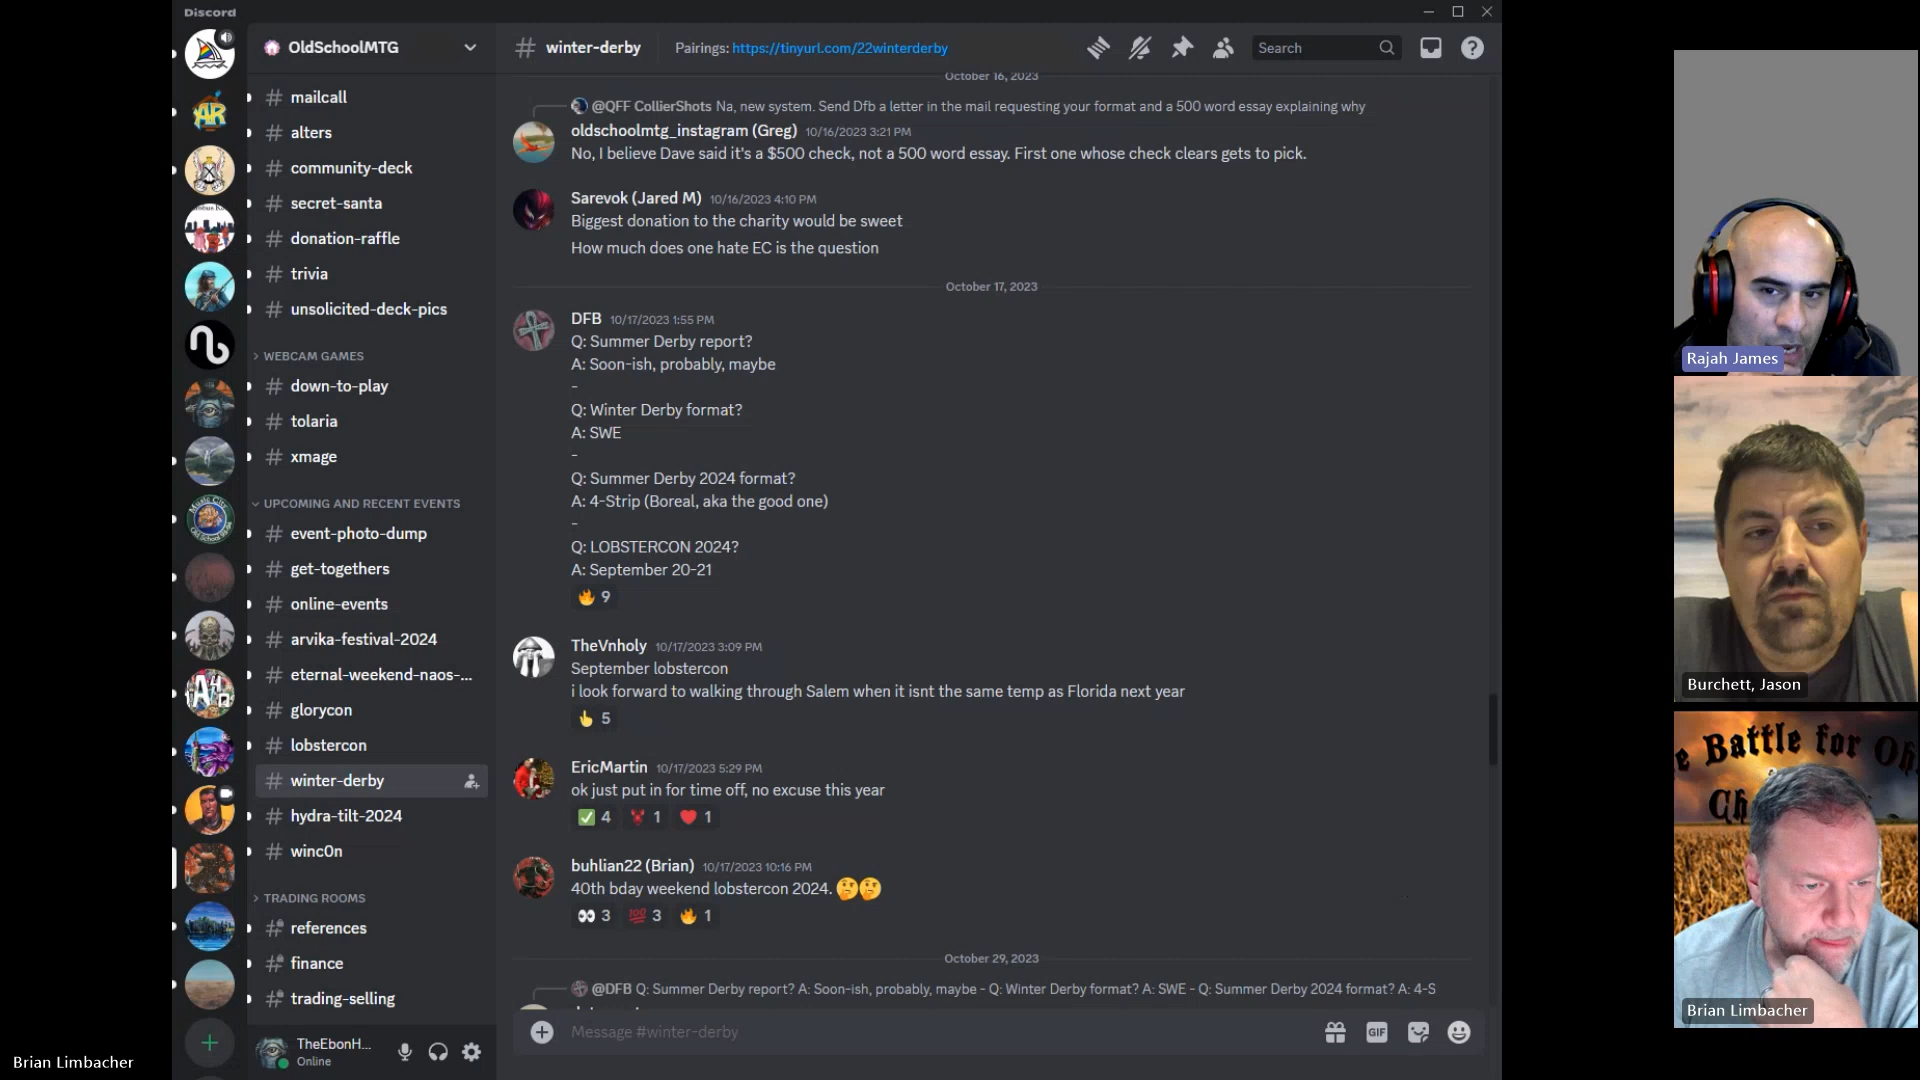 Discord
OldSchoolMTG
mailcall
alters
community-deck
secret-santa
donation-raffle
trivia
unsolicited-deck-pics
WEBCAM GAMES
down-to-play
tolaria
xmage
UPCOMING AND RECENT EVENTS
event-photo-dump
get-togethers
online-events
arvika-festival-2024
eternal-weekend-naos-...
glorycon
lobstercon
winter-derby
hydra-tilt-2024
winc0n
TRADING ROOMS
references
finance
trading-selling
TheEbonH...
Online
# winter-derby
Pairings: https://tinyurl.com/22winterderby
Search
October 16, 2023
@QFF CollierShots Na, new system. Send Dfb a letter in the mail requesting your format and a 500 word essay explaining why
oldschoolmtg_instagram (Greg) 10/16/2023 3:21 PM
No, I believe Dave said it's a $500 check, not a 500 word essay. First one whose check clears gets to pick.
Sarevok (Jared M) 10/16/2023 4:10 PM
Biggest donation to the charity would be sweet
How much does one hate EC is the question
October 17, 2023
DFB 10/17/2023 1:55 PM
Q: Summer Derby report?
A: Soon-ish, probably, maybe
-
Q: Winter Derby format?
A: SWE
-
Q: Summer Derby 2024 format?
A: 4-Strip (Boreal, aka the good one)
-
Q: LOBSTERCON 2024?
A: September 20-21
🔥 9
TheVnholy 10/17/2023 3:09 PM
September lobstercon
i look forward to walking through Salem when it isnt the same temp as Florida next year
👆 5
EricMartin 10/17/2023 5:29 PM
ok just put in for time off, no excuse this year
✅ 4 🦞 1 ❤️ 1
buhlian22 (Brian) 10/17/2023 10:16 PM
40th bday weekend lobstercon 2024. 🤔🤔
👀 3 💯 3 🔥 1
October 29, 2023
@DFB Q: Summer Derby report? A: Soon-ish, probably, maybe - Q: Winter Derby format? A: SWE - Q: Summer Derby 2024 format? A: 4-S
Message #winter-derby
GIF
Rajah James
Burchett, Jason
e Battle for Oh
Ch
Brian Limbacher
Brian Limbacher